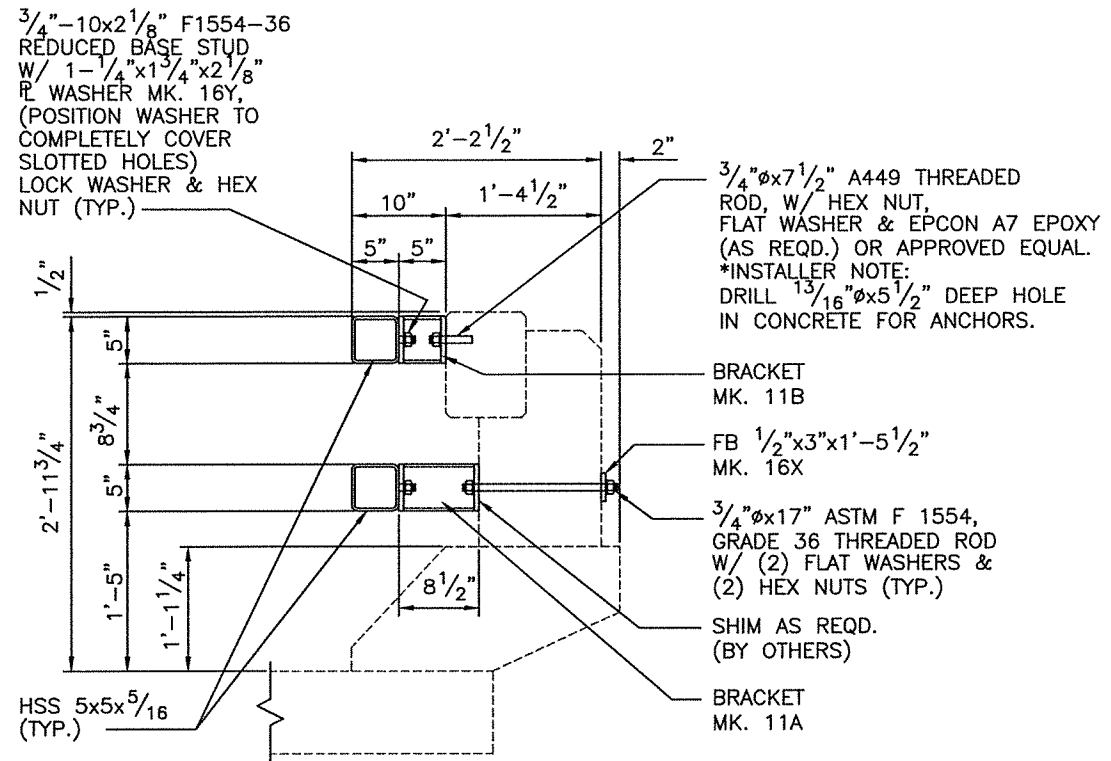 3/4"-10x2 1/8" F1554-36
REDUCED BASE STUD
W/ 1-1/4"x1 3/4"x2 1/8"
PL WASHER MK. 16Y,
(POSITION WASHER TO
COMPLETELY COVER
SLOTTED HOLES)
LOCK WASHER & HEX
NUT (TYP.)
2'-2 1/2"
2"
10"
1'-4 1/2"
5"
5"
1/2"
5"
8 3/4"
5"
2'-11 3/4"
1'-5"
1'-1 1/4"
8 1/2"
HSS 5x5x5/16
(TYP.)
3/4"øx7 1/2" A449 THREADED
ROD, W/ HEX NUT,
FLAT WASHER & EPCON A7 EPOXY
(AS REQD.) OR APPROVED EQUAL.
*INSTALLER NOTE:
DRILL 13/16"øx5 1/2" DEEP HOLE
IN CONCRETE FOR ANCHORS.
BRACKET
MK. 11B
FB 1/2"x3"x1'-5 1/2"
MK. 16X
3/4"øx17" ASTM F 1554,
GRADE 36 THREADED ROD
W/ (2) FLAT WASHERS &
(2) HEX NUTS (TYP.)
SHIM AS REQD.
(BY OTHERS)
BRACKET
MK. 11A